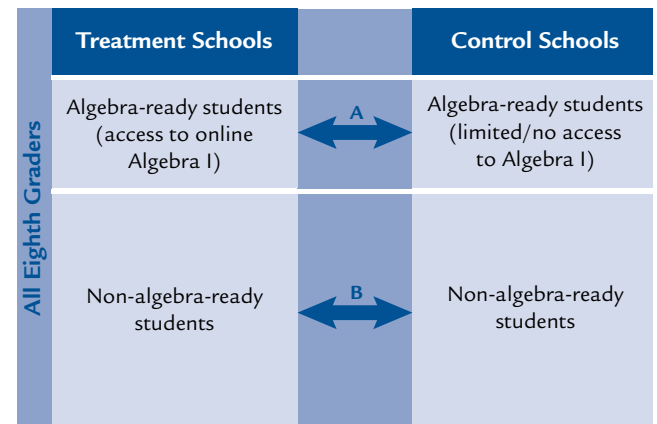 All Eighth Graders
Treatment Schools
Control Schools
Algebra-ready students
(access to online
Algebra I)
A
Algebra-ready students
(limited/no access
to Algebra I)
Non-algebra-ready
students
B
Non-algebra-ready
students